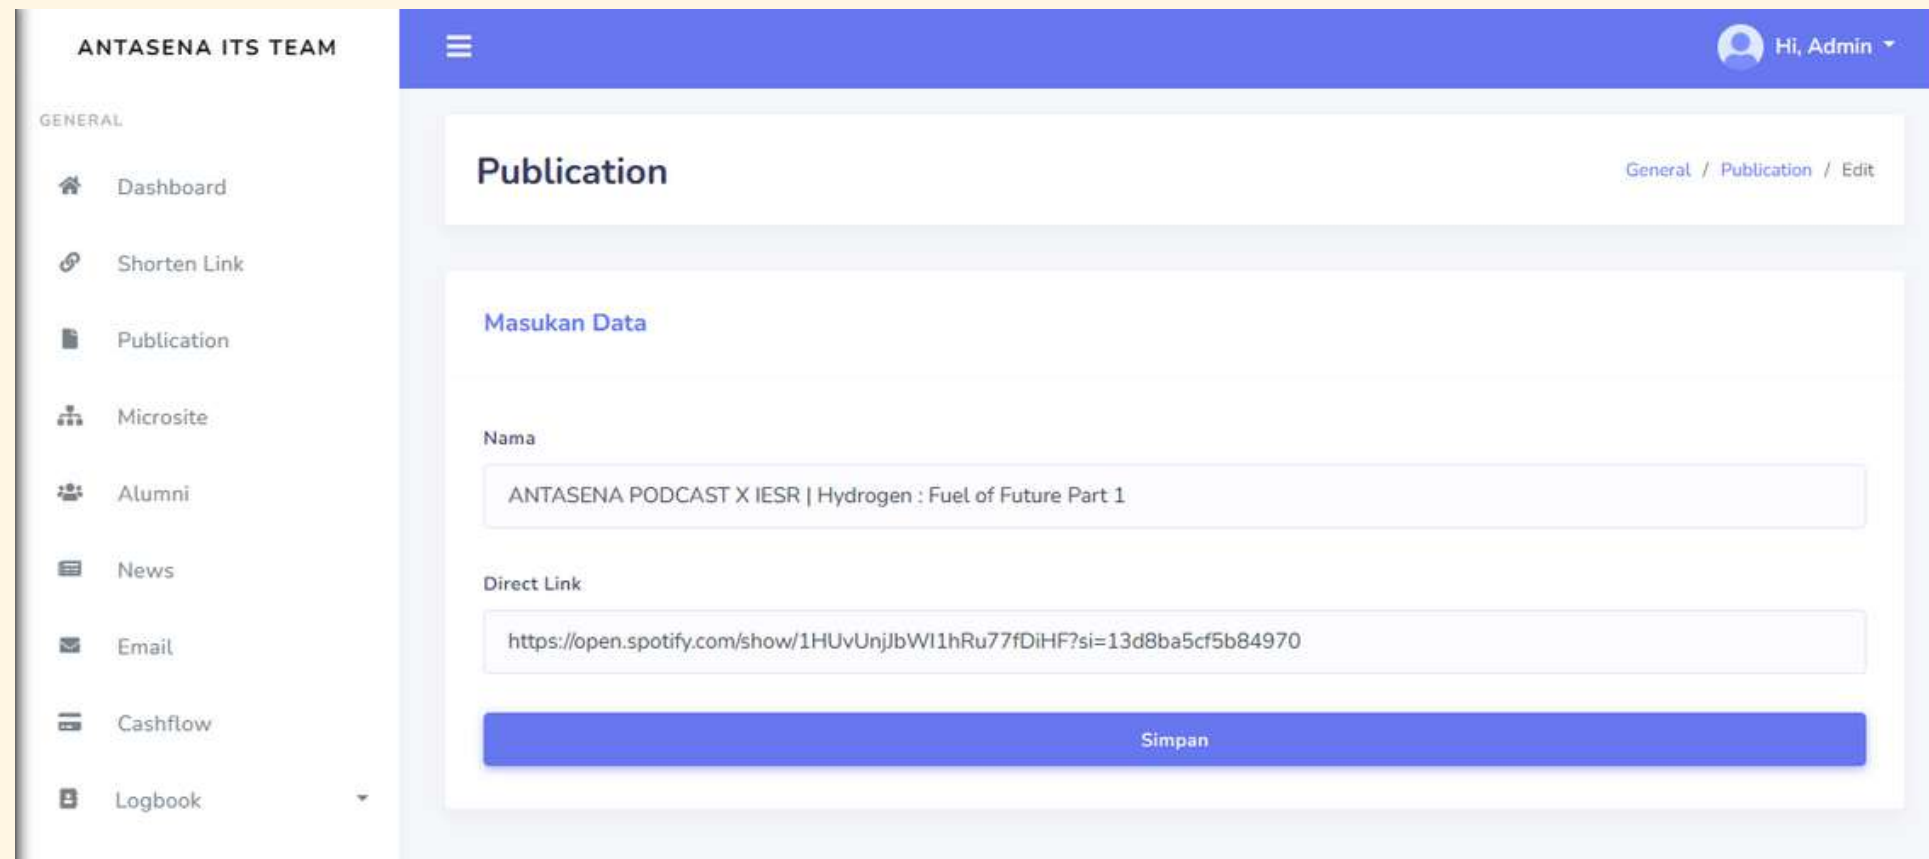 ANTASENA ITS TEAM
Hi, Admin
GENERAL
Dashboard
Shorten Link
Publication
Microsite
Alumni
News
Email
Cashflow
Logbook
Publication
General / Publication / Edit
Masukan Data
Nama
ANTASENA PODCAST X IESR | Hydrogen : Fuel of Future Part 1
Direct Link
https://open.spotify.com/show/1HUvUnjJbWI1hRu77fDiHF?si=13d8ba5cf5b84970
Simpan